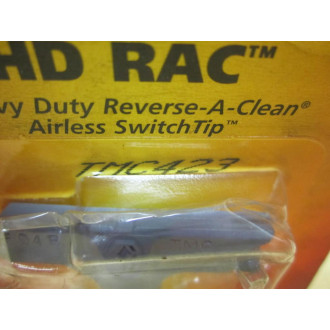 HD RAC™
vy Duty Reverse-A-Clean®
Airless SwitchTip™
TMC423